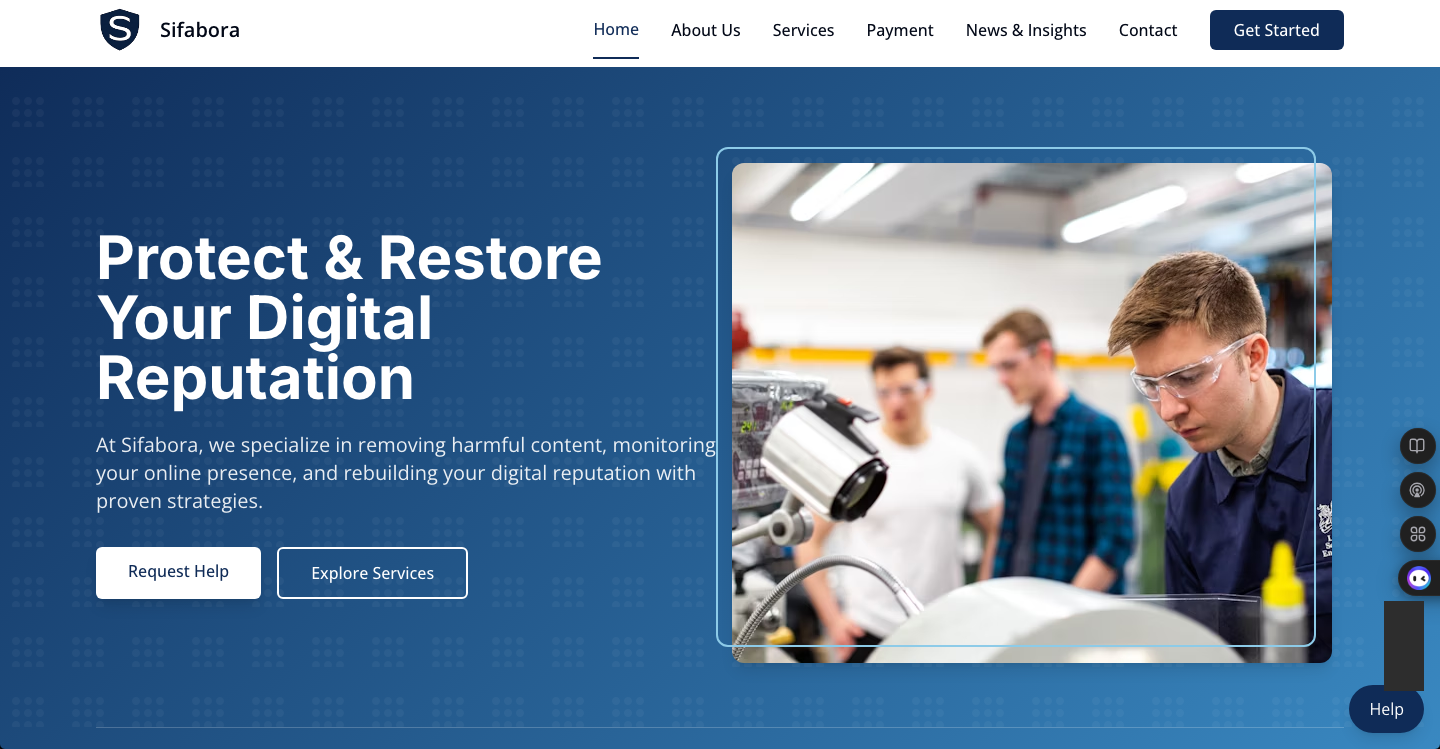 Sifabora
Home
About Us
Services
Payment
News & Insights
Contact
Get Started
Protect & Restore
Your Digital
Reputation
At Sifabora, we specialize in removing harmful content, monitoring
your online presence, and rebuilding your digital reputation with
proven strategies.
Request Help
Explore Services
Help